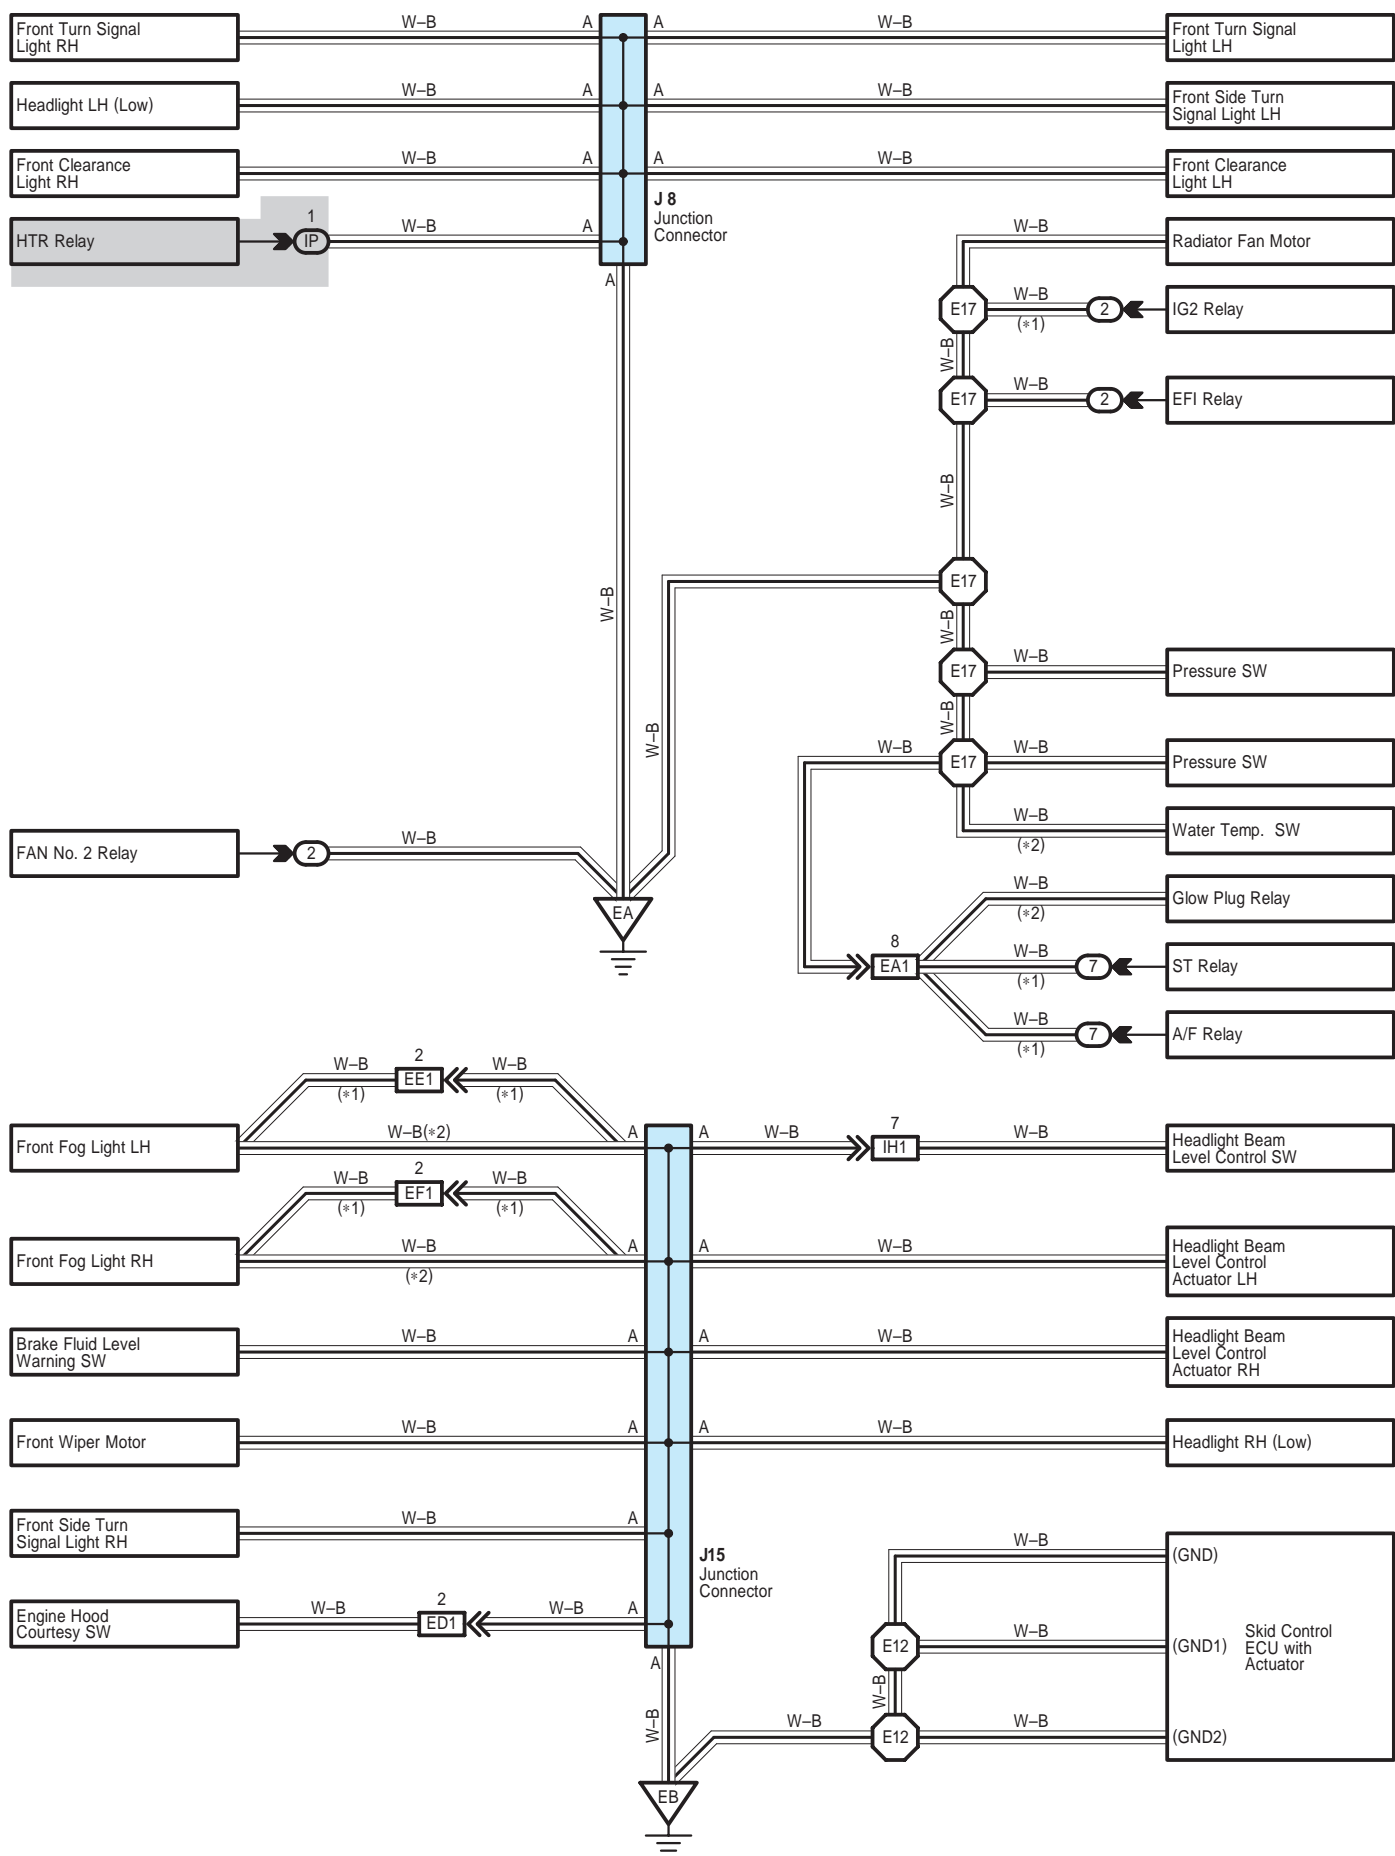 Front Turn Signal
Light RH
W–B
A
A
W–B
Front Turn Signal
Light LH
Headlight LH (Low)
W–B
A
A
W–B
Front Side Turn
Signal Light LH
Front Clearance
Light RH
W–B
A
A
W–B
Front Clearance
Light LH
J 8
Junction
Connector
HTR Relay
1
IP
W–B
A
A
W–B
Radiator Fan Motor
E17
W–B
(*1)
2
IG2 Relay
W–B
E17
W–B
2
EFI Relay
W–B
E17
W–B
W–B
W–B
E17
W–B
Pressure SW
W–B
W–B
E17
W–B
Pressure SW
W–B
(*2)
Water Temp. SW
FAN No. 2 Relay
2
W–B
EA
W–B
(*2)
Glow Plug Relay
8
EA1
W–B
(*1)
7
ST Relay
W–B
(*1)
7
A/F Relay
W–B
(*1)
2
EE1
W–B
(*1)
Front Fog Light LH
W–B(*2)
A
A
W–B
7
IH1
W–B
Headlight Beam
Level Control SW
W–B
(*1)
2
EF1
W–B
(*1)
Front Fog Light RH
W–B
(*2)
A
A
W–B
Headlight Beam
Level Control
Actuator LH
Brake Fluid Level
Warning SW
W–B
A
A
W–B
Headlight Beam
Level Control
Actuator RH
Front Wiper Motor
W–B
A
A
W–B
Headlight RH (Low)
Front Side Turn
Signal Light RH
W–B
A
J15
Junction
Connector
Engine Hood
Courtesy SW
W–B
2
ED1
W–B
A
A
W–B
W–B
(GND)
E12
W–B
(GND1)
Skid Control
ECU with
Actuator
W–B
W–B
E12
W–B
(GND2)
EB